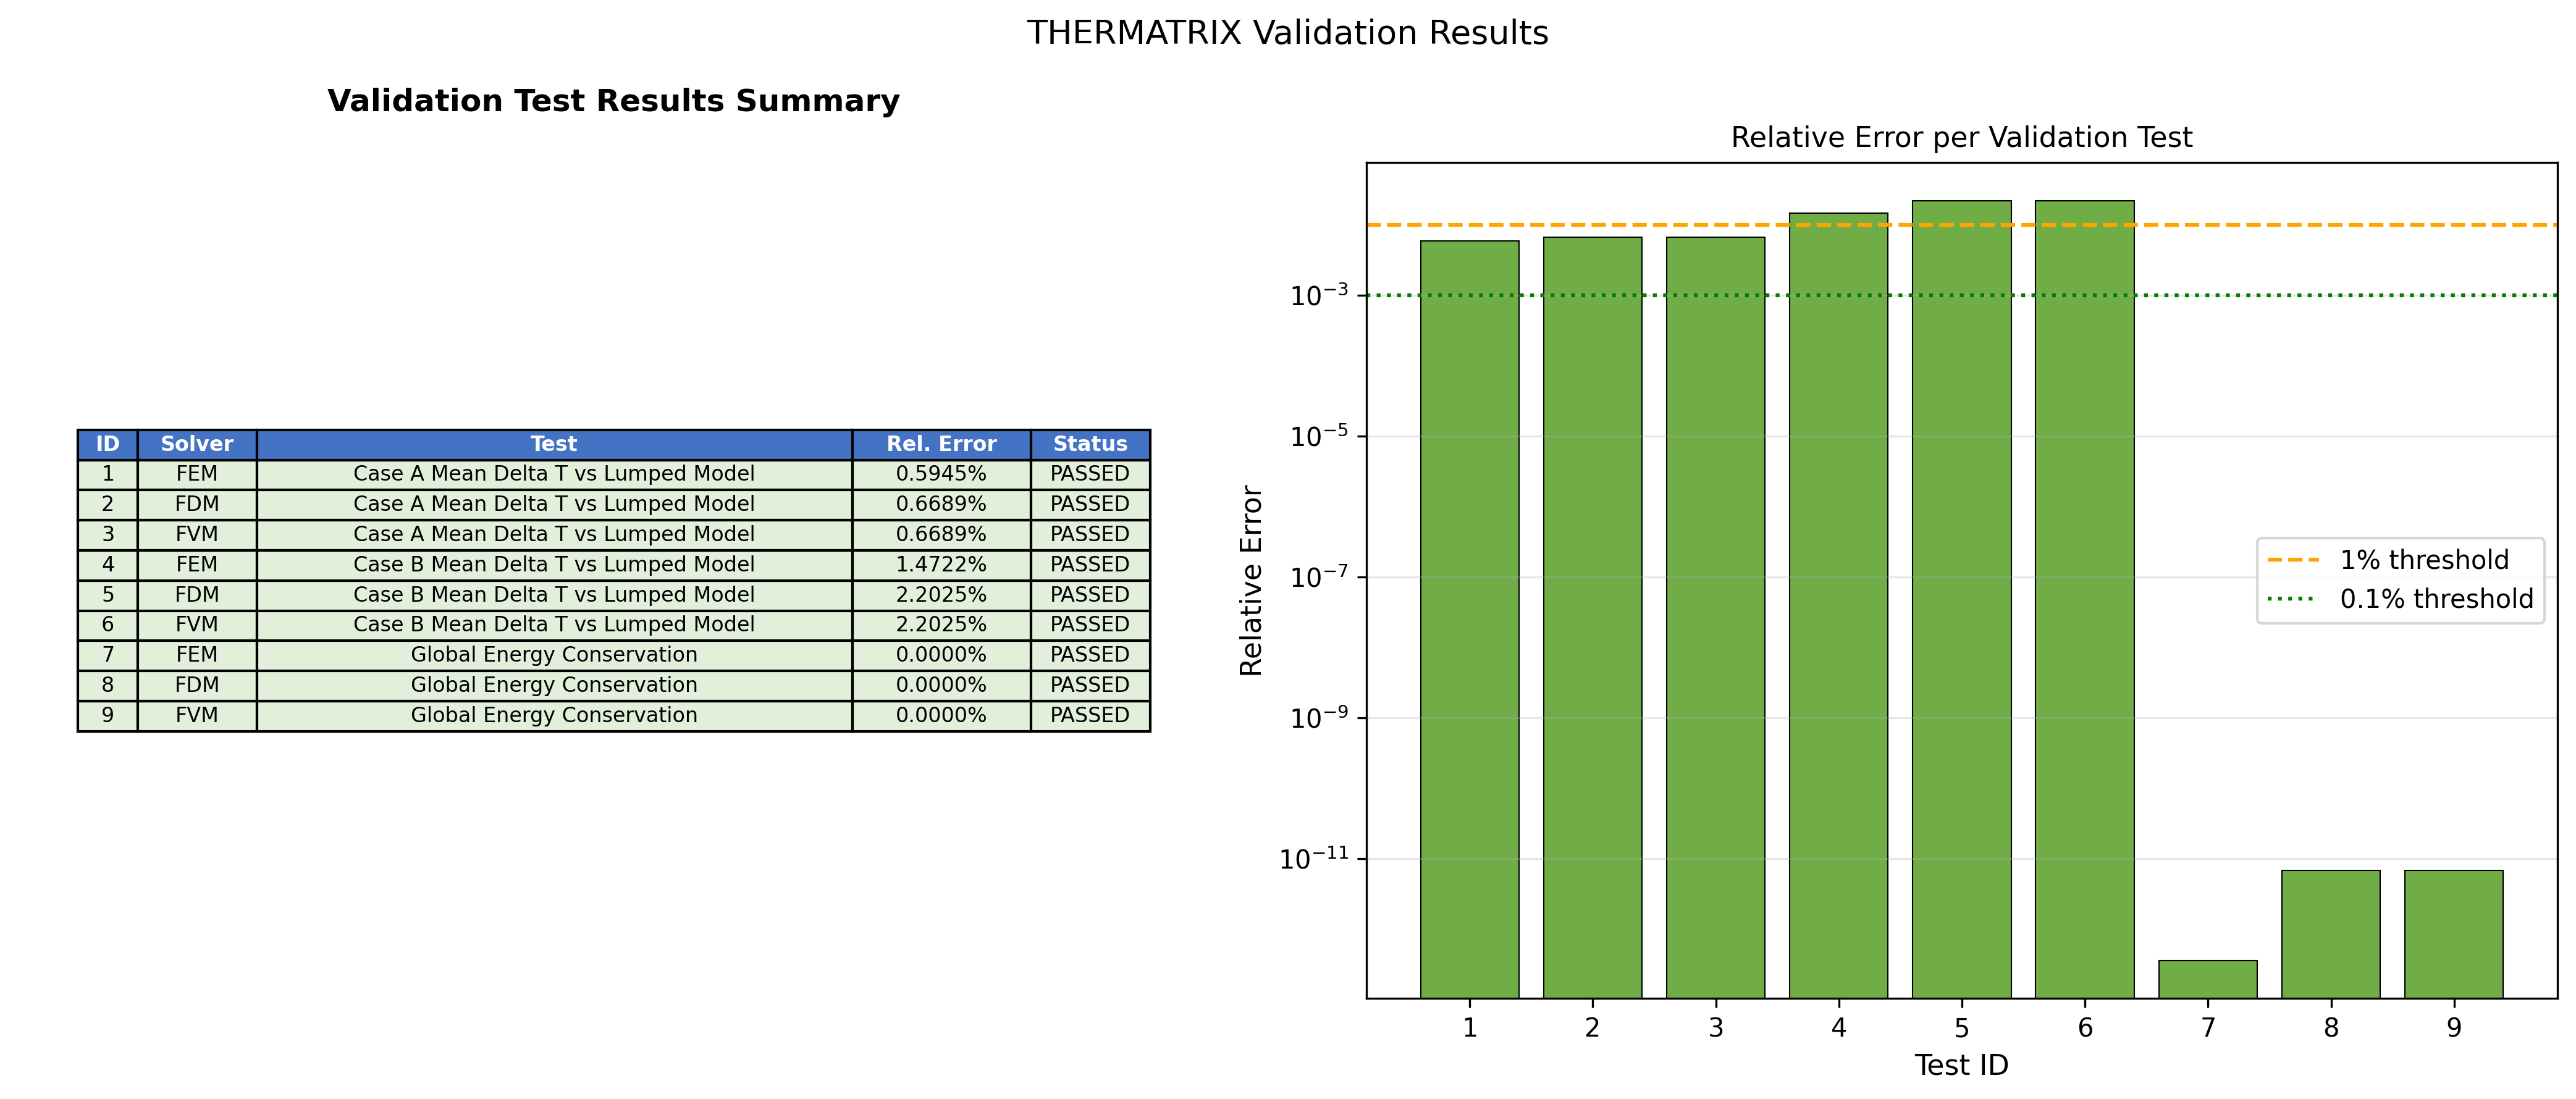 THERMATRIX Validation Results
Validation Test Results Summary
ID Solver Test Rel. Error Status
1 FEM Case A Mean Delta T vs Lumped Model 0.5945% PASSED
2 FDM Case A Mean Delta T vs Lumped Model 0.6689% PASSED
3 FVM Case A Mean Delta T vs Lumped Model 0.6689% PASSED
4 FEM Case B Mean Delta T vs Lumped Model 1.4722% PASSED
5 FDM Case B Mean Delta T vs Lumped Model 2.2025% PASSED
6 FVM Case B Mean Delta T vs Lumped Model 2.2025% PASSED
7 FEM Global Energy Conservation 0.0000% PASSED
8 FDM Global Energy Conservation 0.0000% PASSED
9 FVM Global Energy Conservation 0.0000% PASSED
Relative Error per Validation Test
Relative Error
10⁻³
10⁻⁵
10⁻⁷
10⁻⁹
10⁻¹¹
1% threshold
0.1% threshold
1 2 3 4 5 6 7 8 9
Test ID